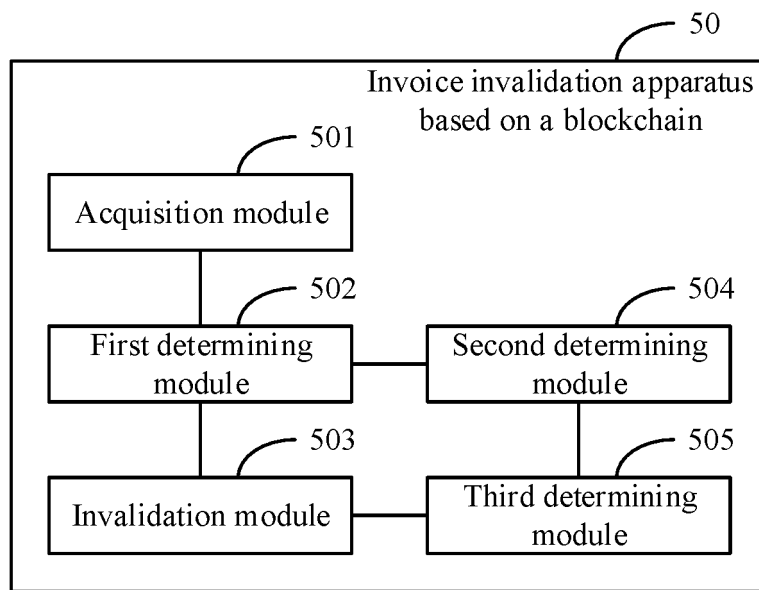 50
Invoice invalidation apparatus
based on a blockchain
501
Acquisition module
502
First determining
module
504
Second determining
module
503
Invalidation module
505
Third determining
module